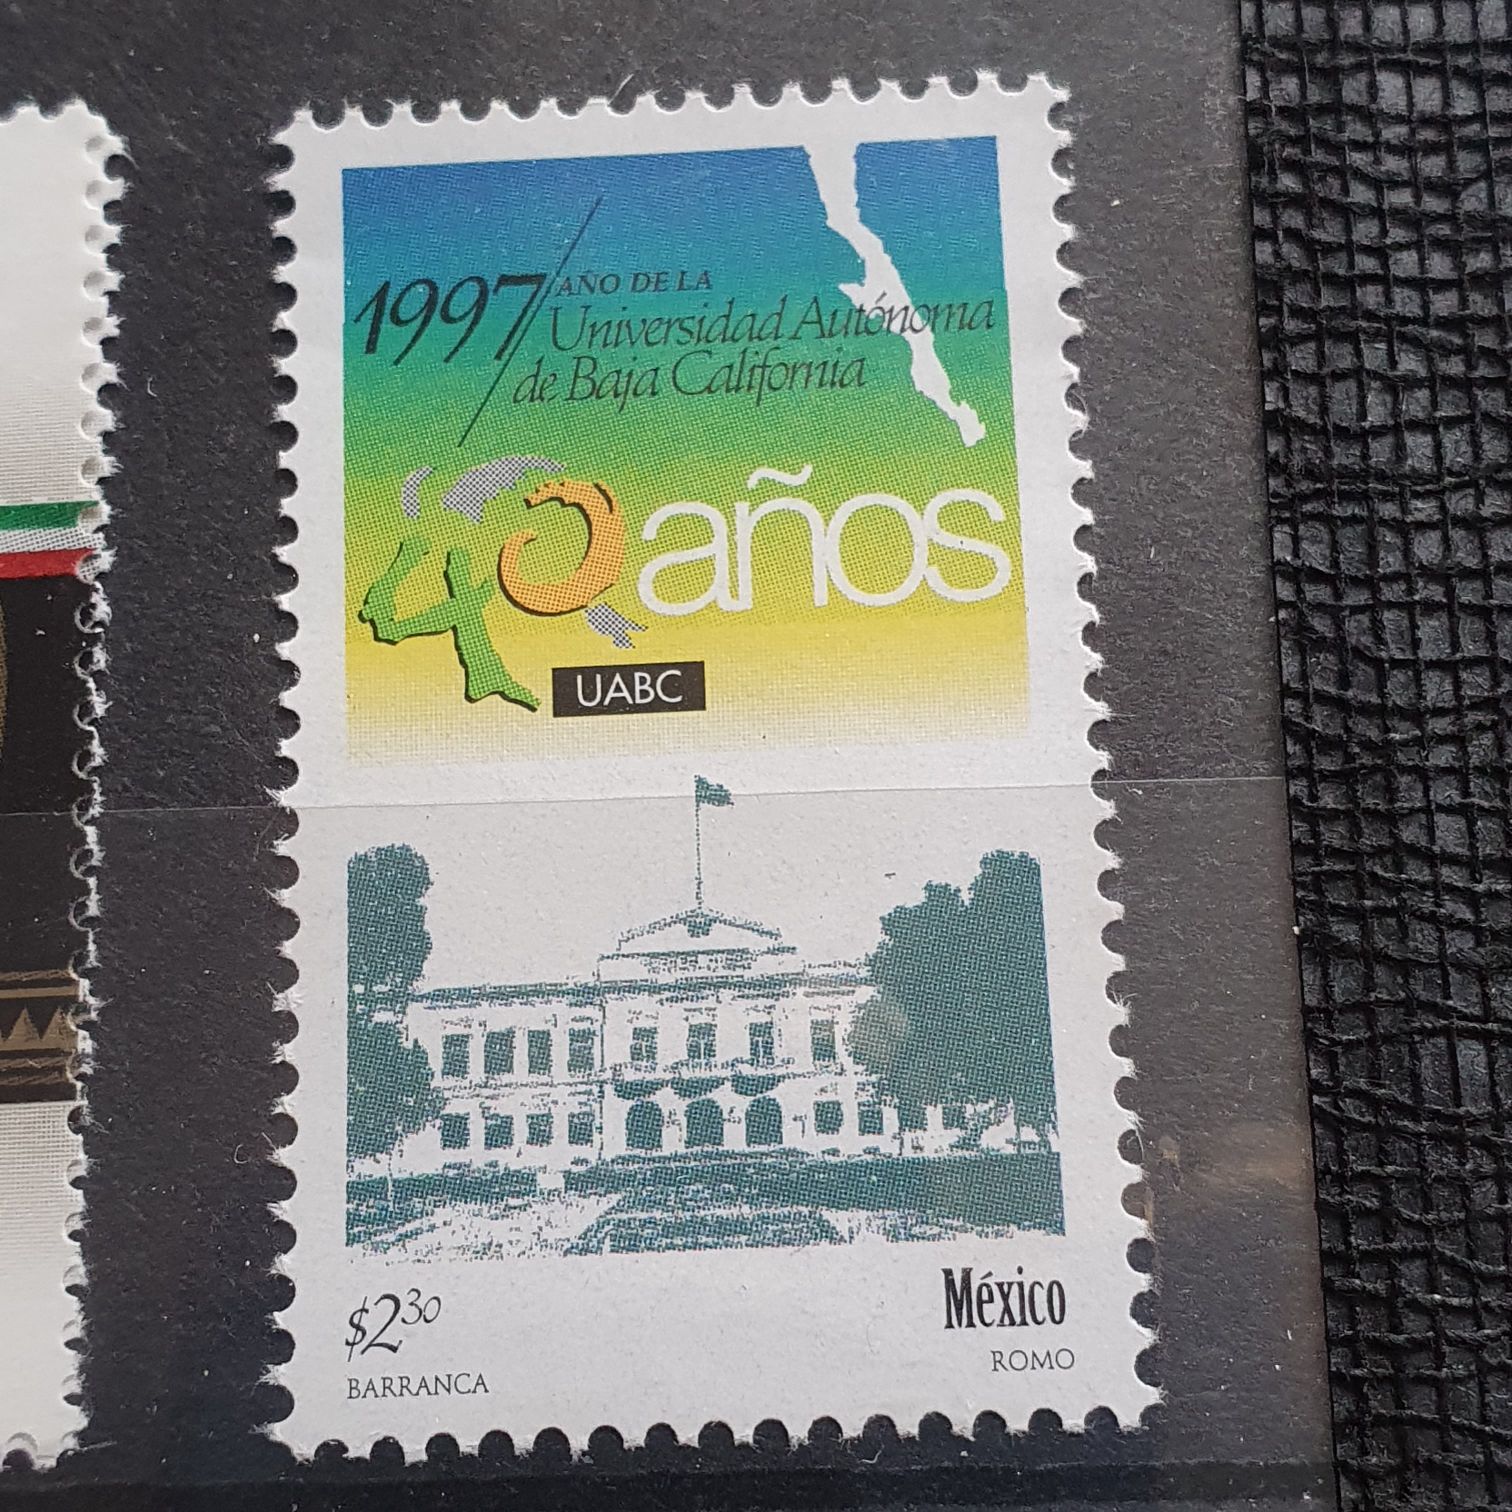 1997/AÑO DE LA
Universidad Autónoma
de Baja California
40 años
UABC
$2.30
México
BARRANCA
ROMO